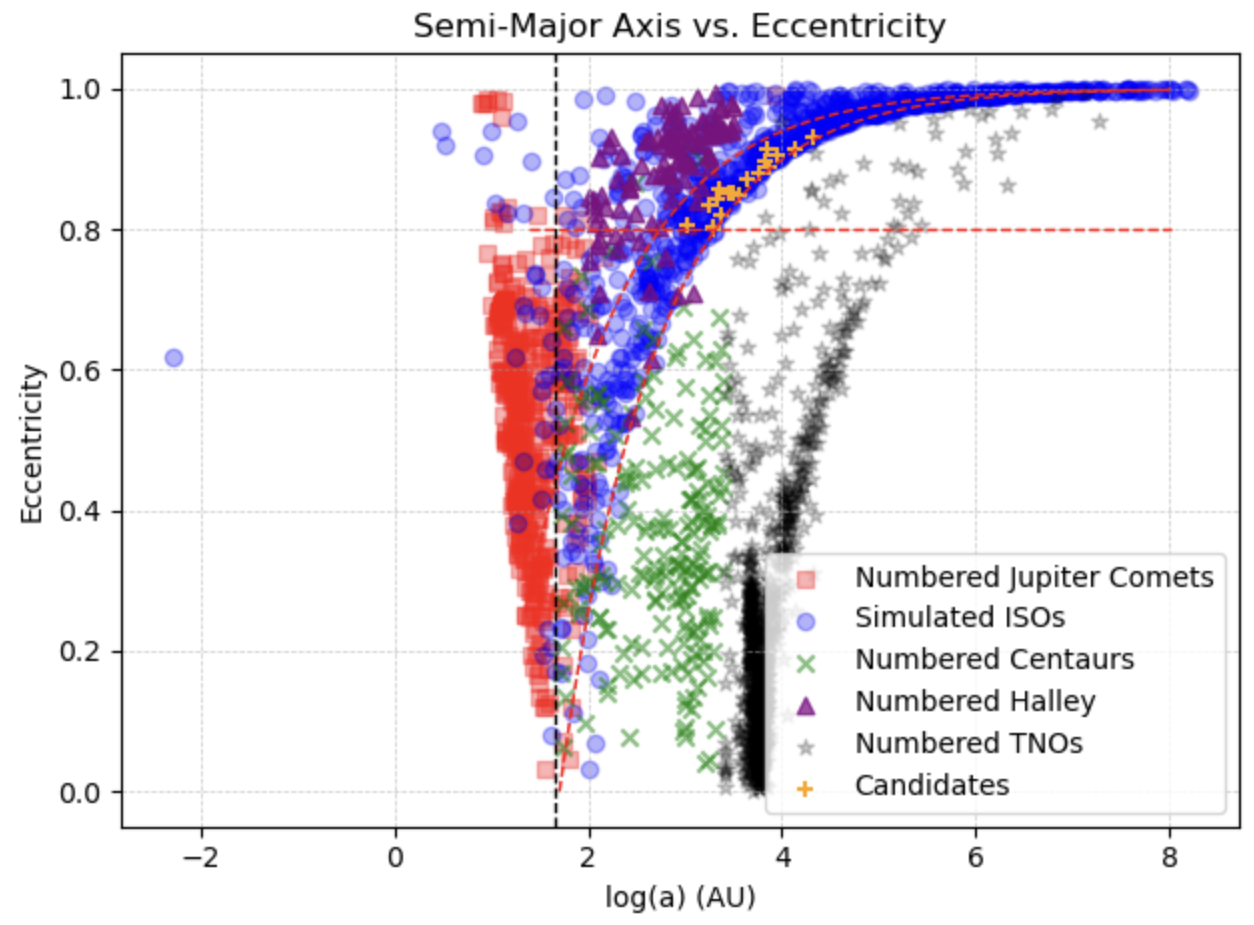 Semi-Major Axis vs. Eccentricity
1.0
0.8
0.6
0.4
0.2
0.0
Eccentricity
Numbered Jupiter Comets
Simulated ISOs
Numbered Centaurs
Numbered Halley
Numbered TNOs
Candidates
−2
0
2
4
6
8
log(a) (AU)